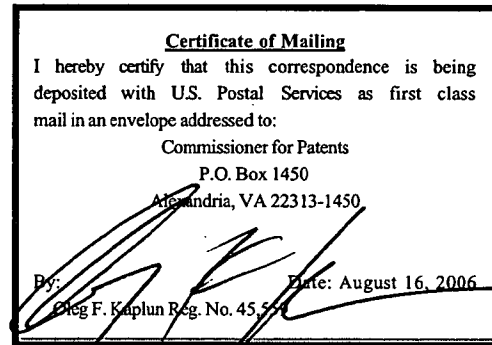 Certificate of Mailing
I hereby certify that this correspondence is being
deposited with U.S. Postal Services as first class
mail in an envelope addressed to:
Commissioner for Patents
P.O. Box 1450
Alexandria, VA 22313-1450
By: Date: August 16, 2006
Oleg F. Kaplun Reg. No.